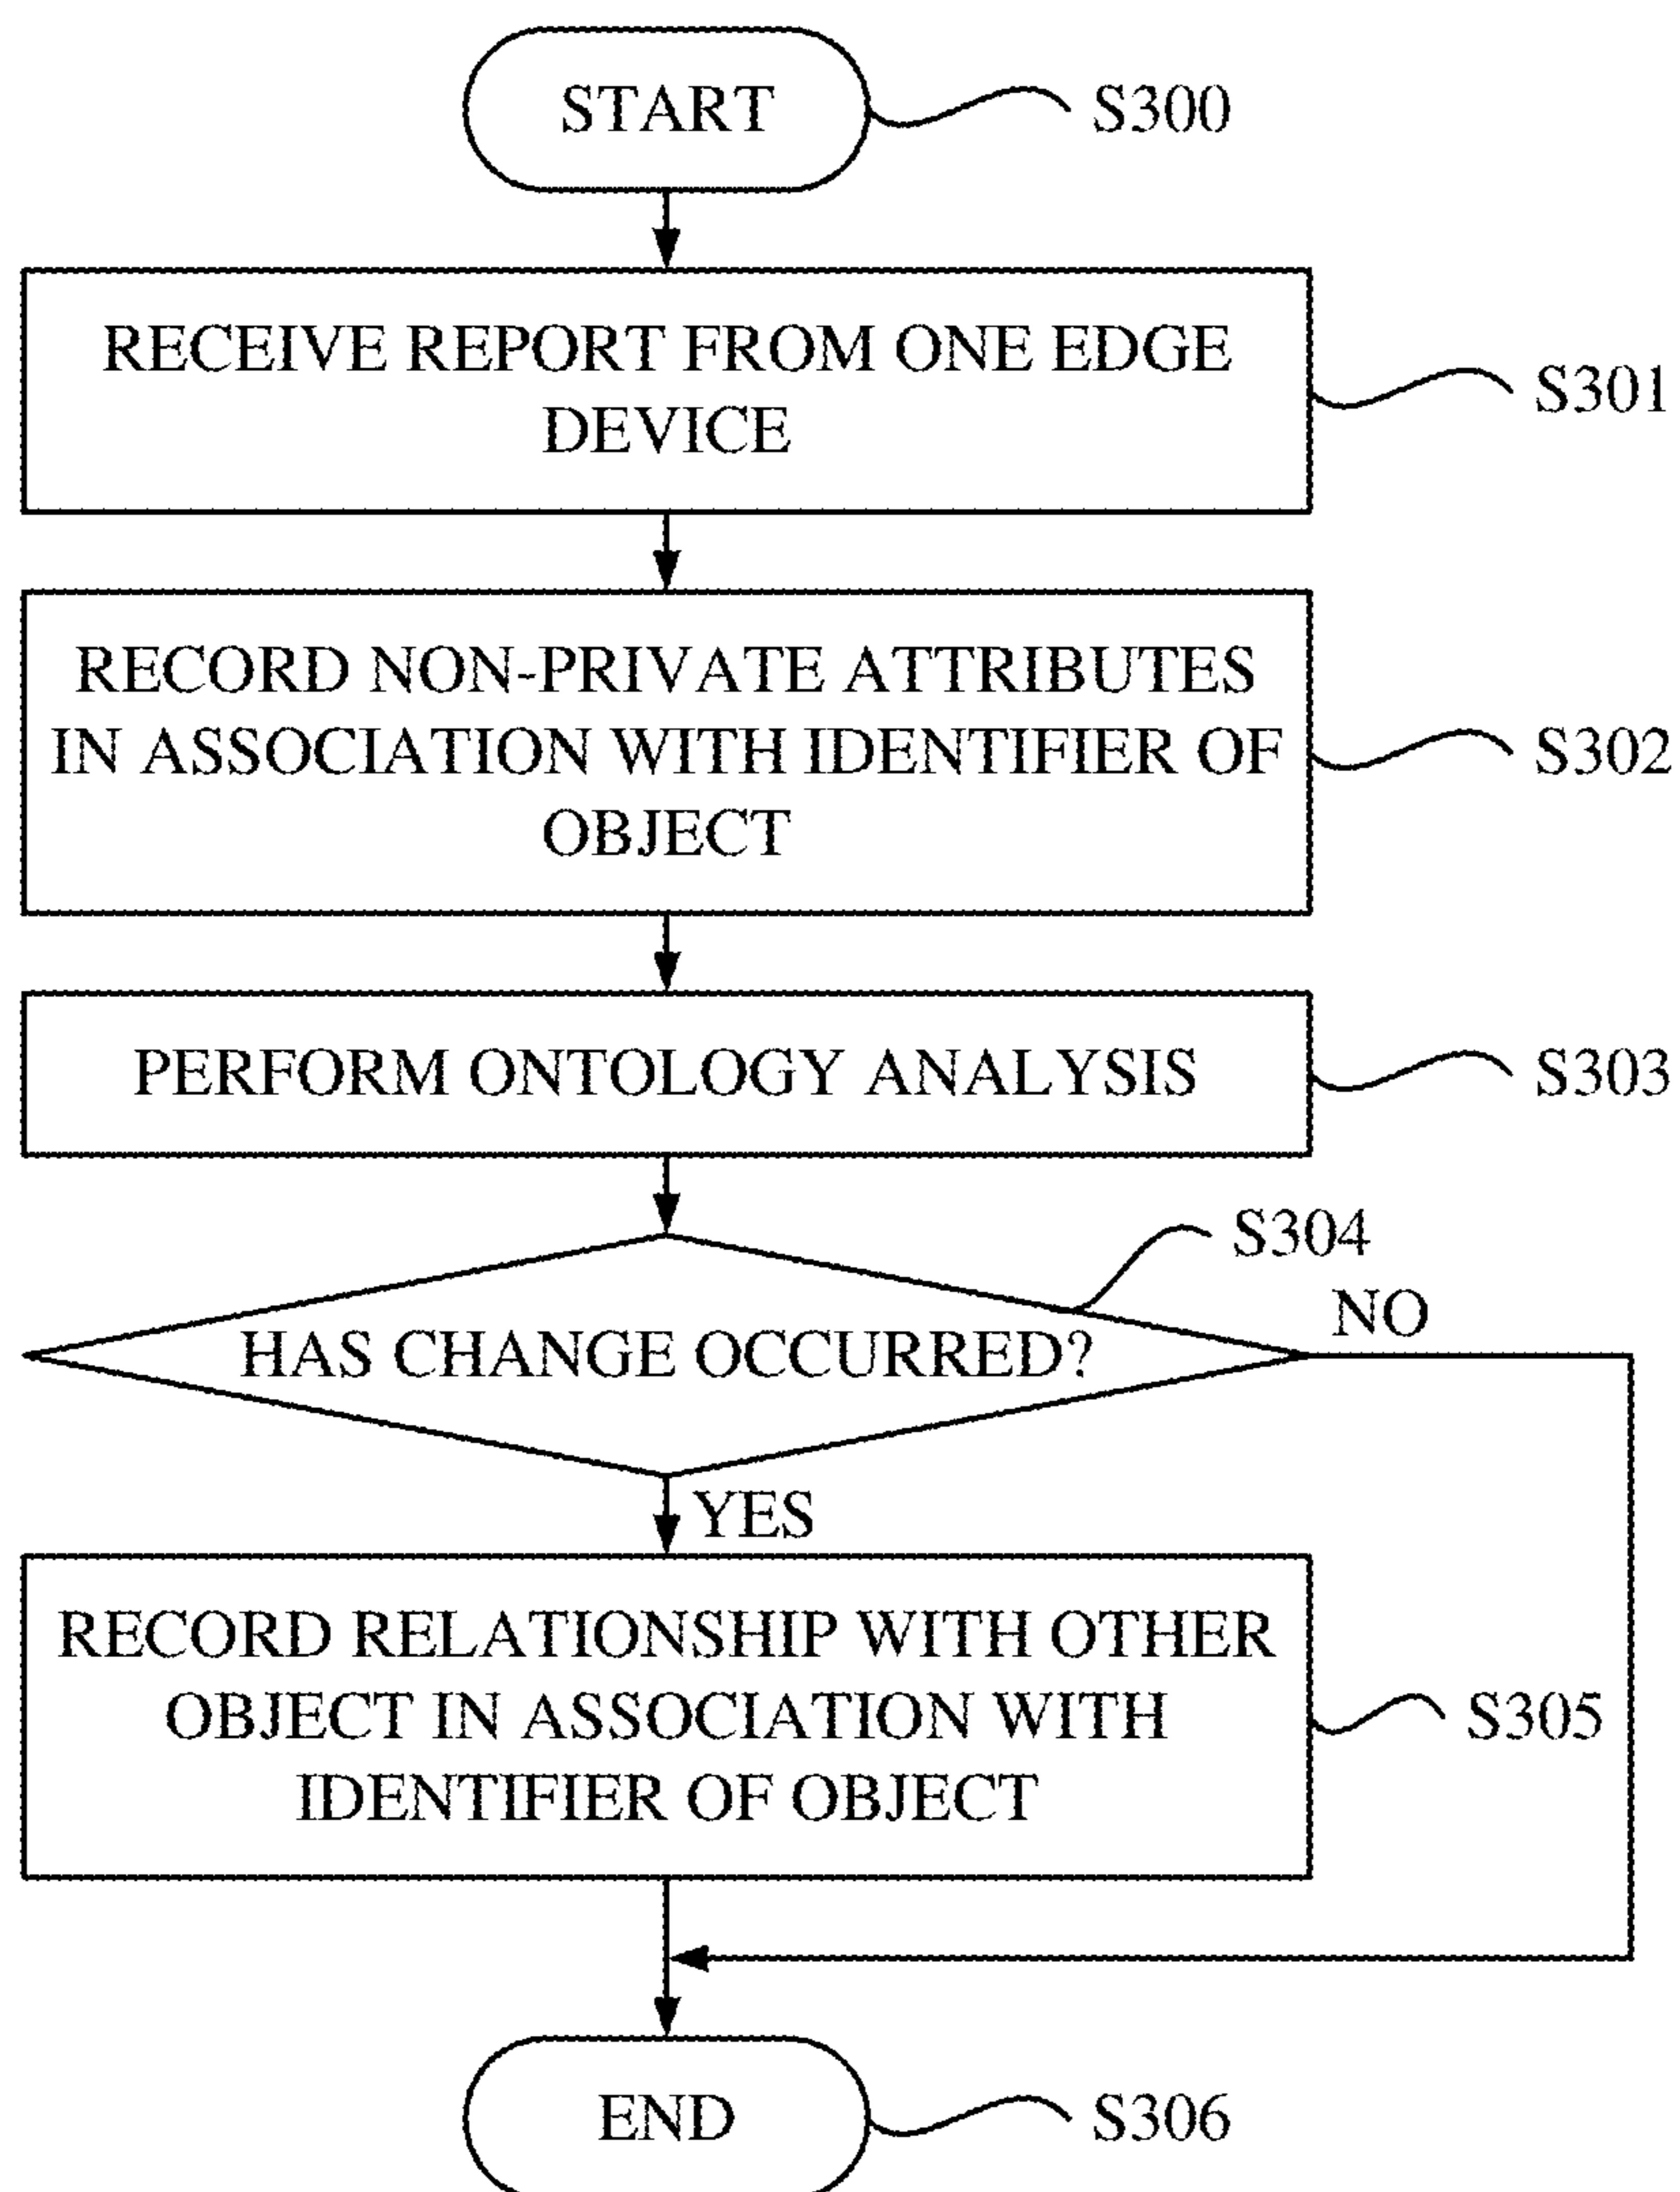 START
S300
RECEIVE REPORT FROM ONE EDGE
DEVICE
S301
RECORD NON-PRIVATE ATTRIBUTES
IN ASSOCIATION WITH IDENTIFIER OF
OBJECT
S302
PERFORM ONTOLOGY ANALYSIS
S303
S304
HAS CHANGE OCCURRED?
NO
YES
RECORD RELATIONSHIP WITH OTHER
OBJECT IN ASSOCIATION WITH
IDENTIFIER OF OBJECT
S305
END
S306